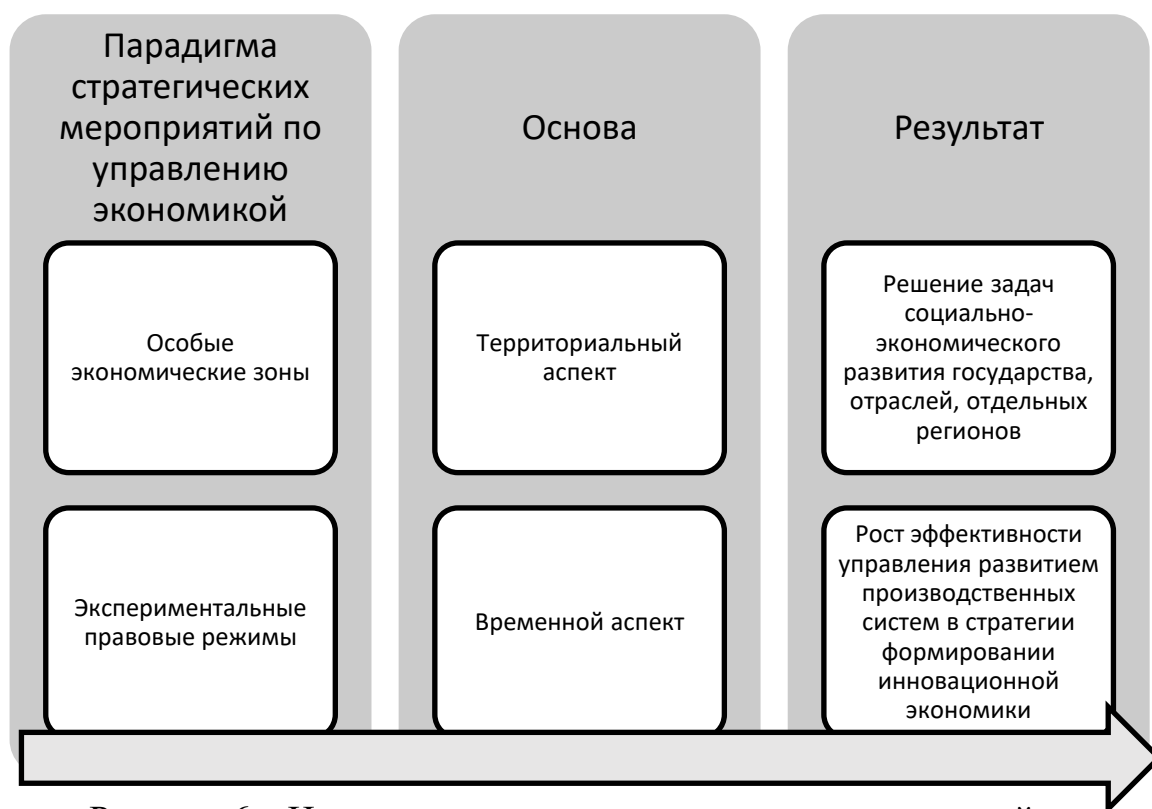 Парадигма
стратегических
мероприятий по
управлению
экономикой
Особые
экономические зоны
Экспериментальные
правовые режимы
Основа
Территориальный
аспект
Временной аспект
Результат
Решение задач
социально-
экономического
развития государства,
отраслей, отдельных
регионов
Рост эффективности
управления развитием
производственных
систем в стратегии
формировании
инновационной
экономики